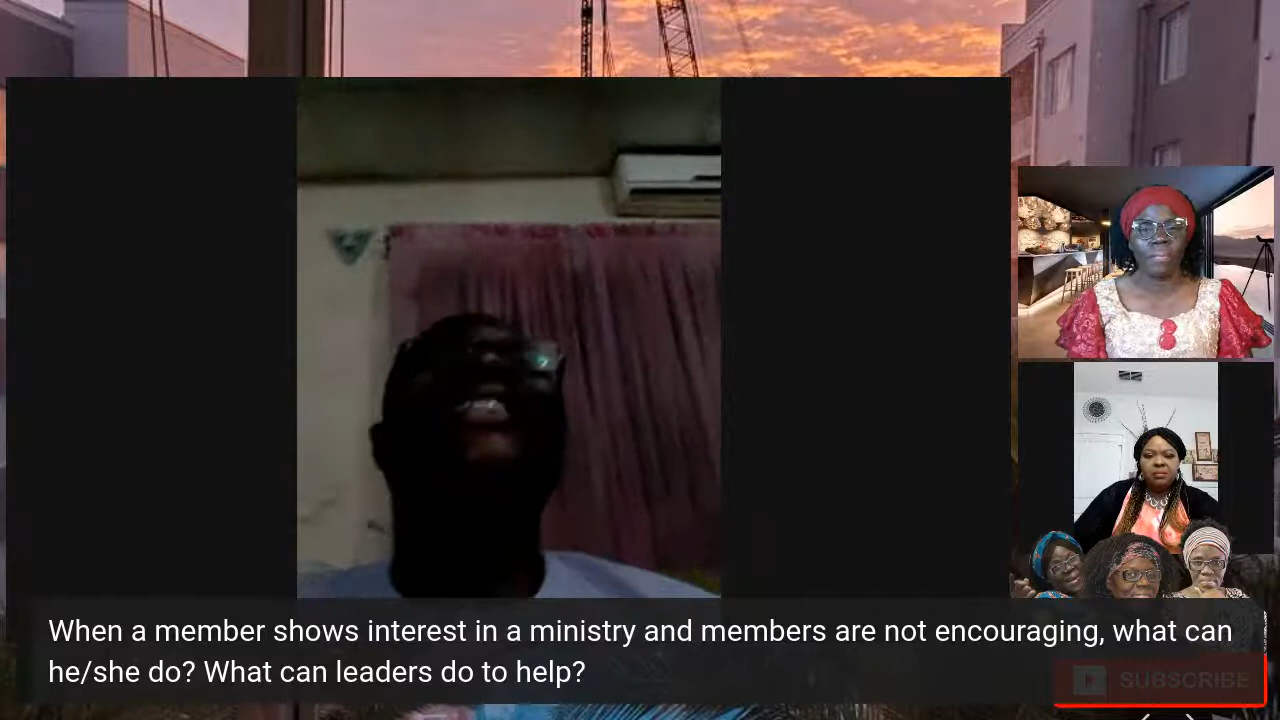 When a member shows interest in a ministry and members are not encouraging, what can
he/she do? What can leaders do to help?
SUBSCRIBE